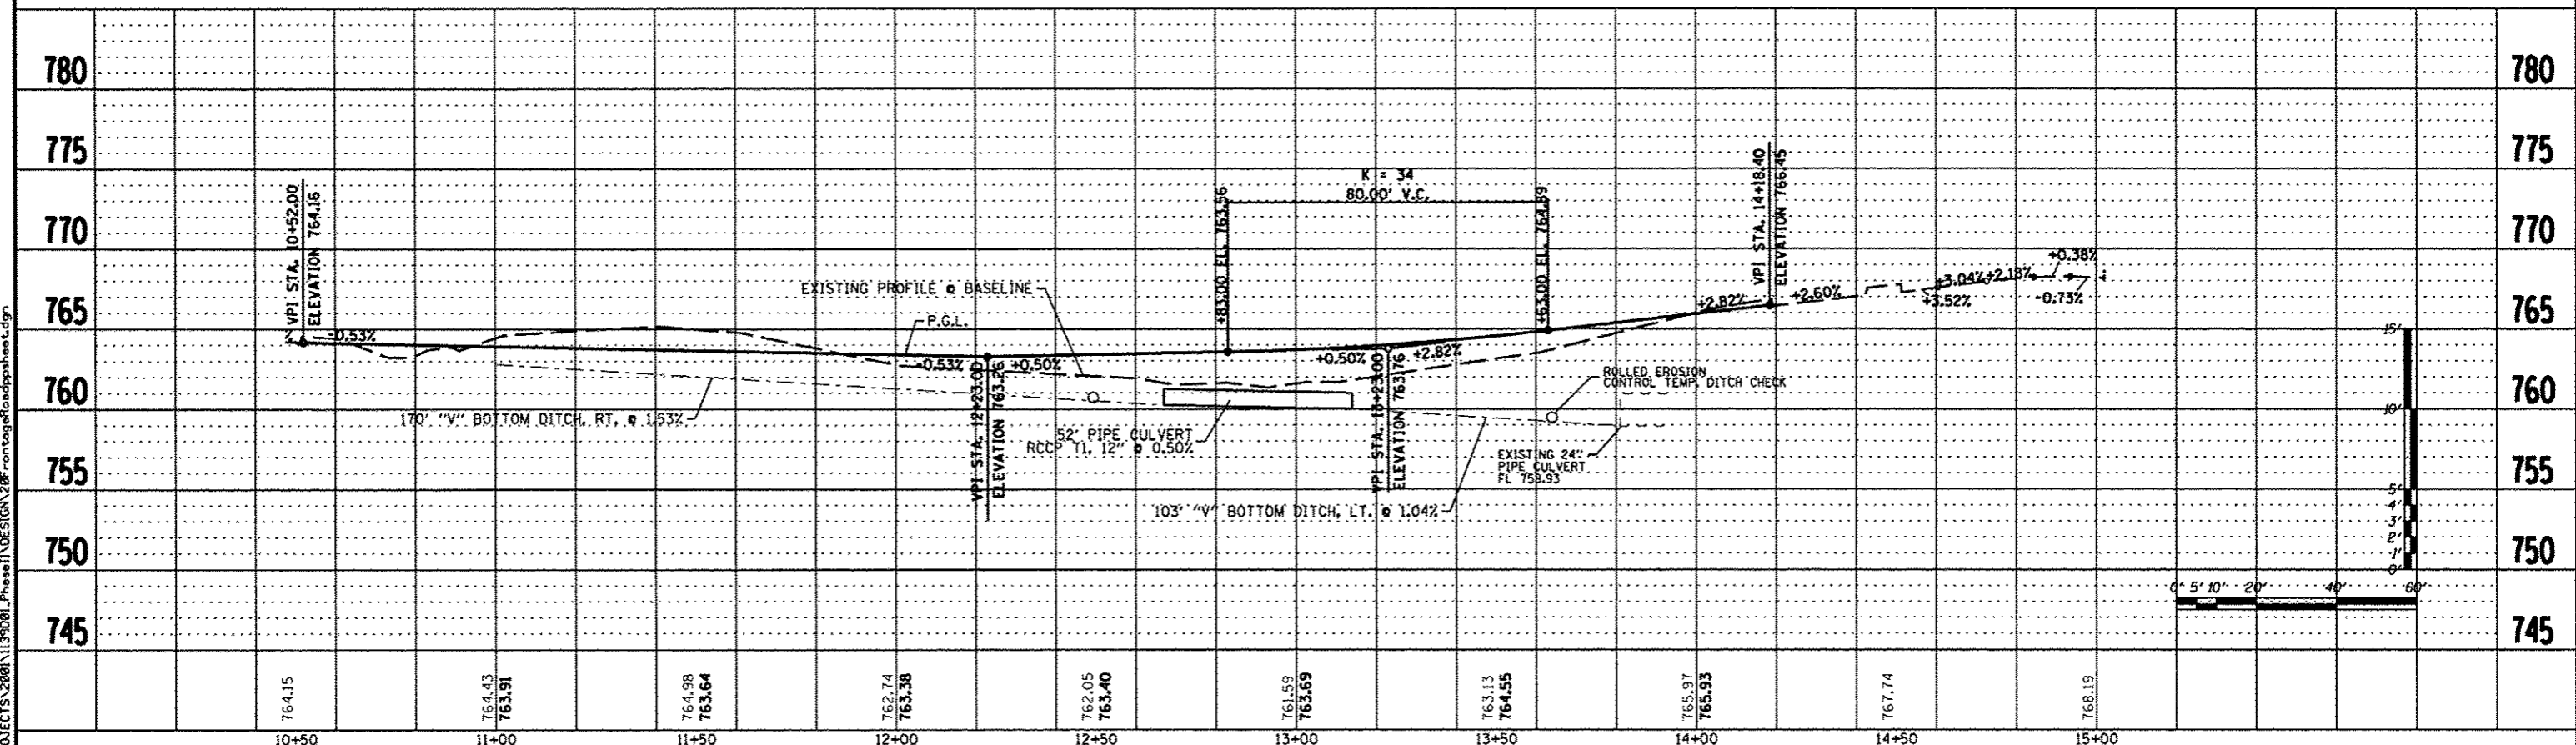 780
780
775
775
770
770
765
765
760
760
755
755
750
750
745
745
VPI STA. 10+52.00
ELEVATION 764.16
-0.53%
EXISTING PROFILE @ BASELINE
P.G.L.
-0.53%
+0.50%
VPI STA. 12+23.00
ELEVATION 763.26
170' "V" BOTTOM DITCH, RT. @ 1.53%
52' PIPE CULVERT
RCCP T1, 12" @ 0.50%
+83.00 EL. 763.56
K = 34
80.00' V.C.
+63.00 EL. 764.89
+0.50%
+2.82%
VPI STA. 13+23.00
ELEVATION 763.76
103' "V" BOTTOM DITCH, LT. @ 1.04%
ROLLED EROSION
CONTROL TEMP. DITCH CHECK
EXISTING 24"
PIPE CULVERT
FL 758.93
VPI STA. 14+18.40
ELEVATION 766.45
+2.82%
+2.60%
+3.52%
+3.04%
+2.18%
+0.38%
-0.73%
15'
10'
5'
4'
3'
2'
1'
0'
0' 5' 10' 20' 40' 60'
764.15
764.43
763.91
764.98
763.64
762.74
763.38
762.05
763.40
761.59
763.69
763.13
764.55
765.97
765.93
767.74
768.19
10+50 11+00 11+50 12+00 12+50 13+00 13+50 14+00 14+50 15+00